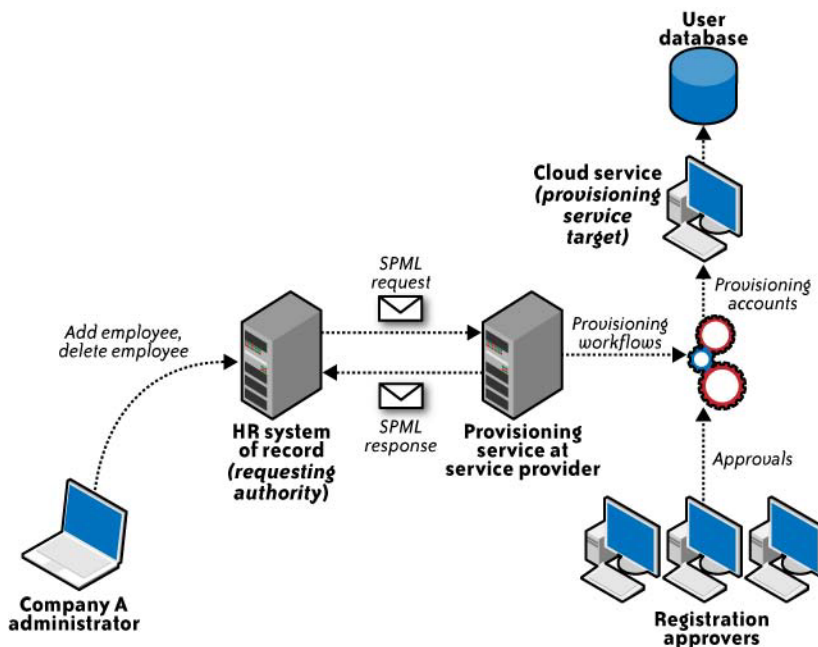 User
database
Cloud service
(provisioning
service
target)
SPML
request
Provisioning
accounts
Add employee,
delete employee
Provisioning
workflows
HR system
of record
(requesting
authority)
SPML
response
Provisioning
service at
service provider
Approvals
Company A
administrator
Registration
approvers